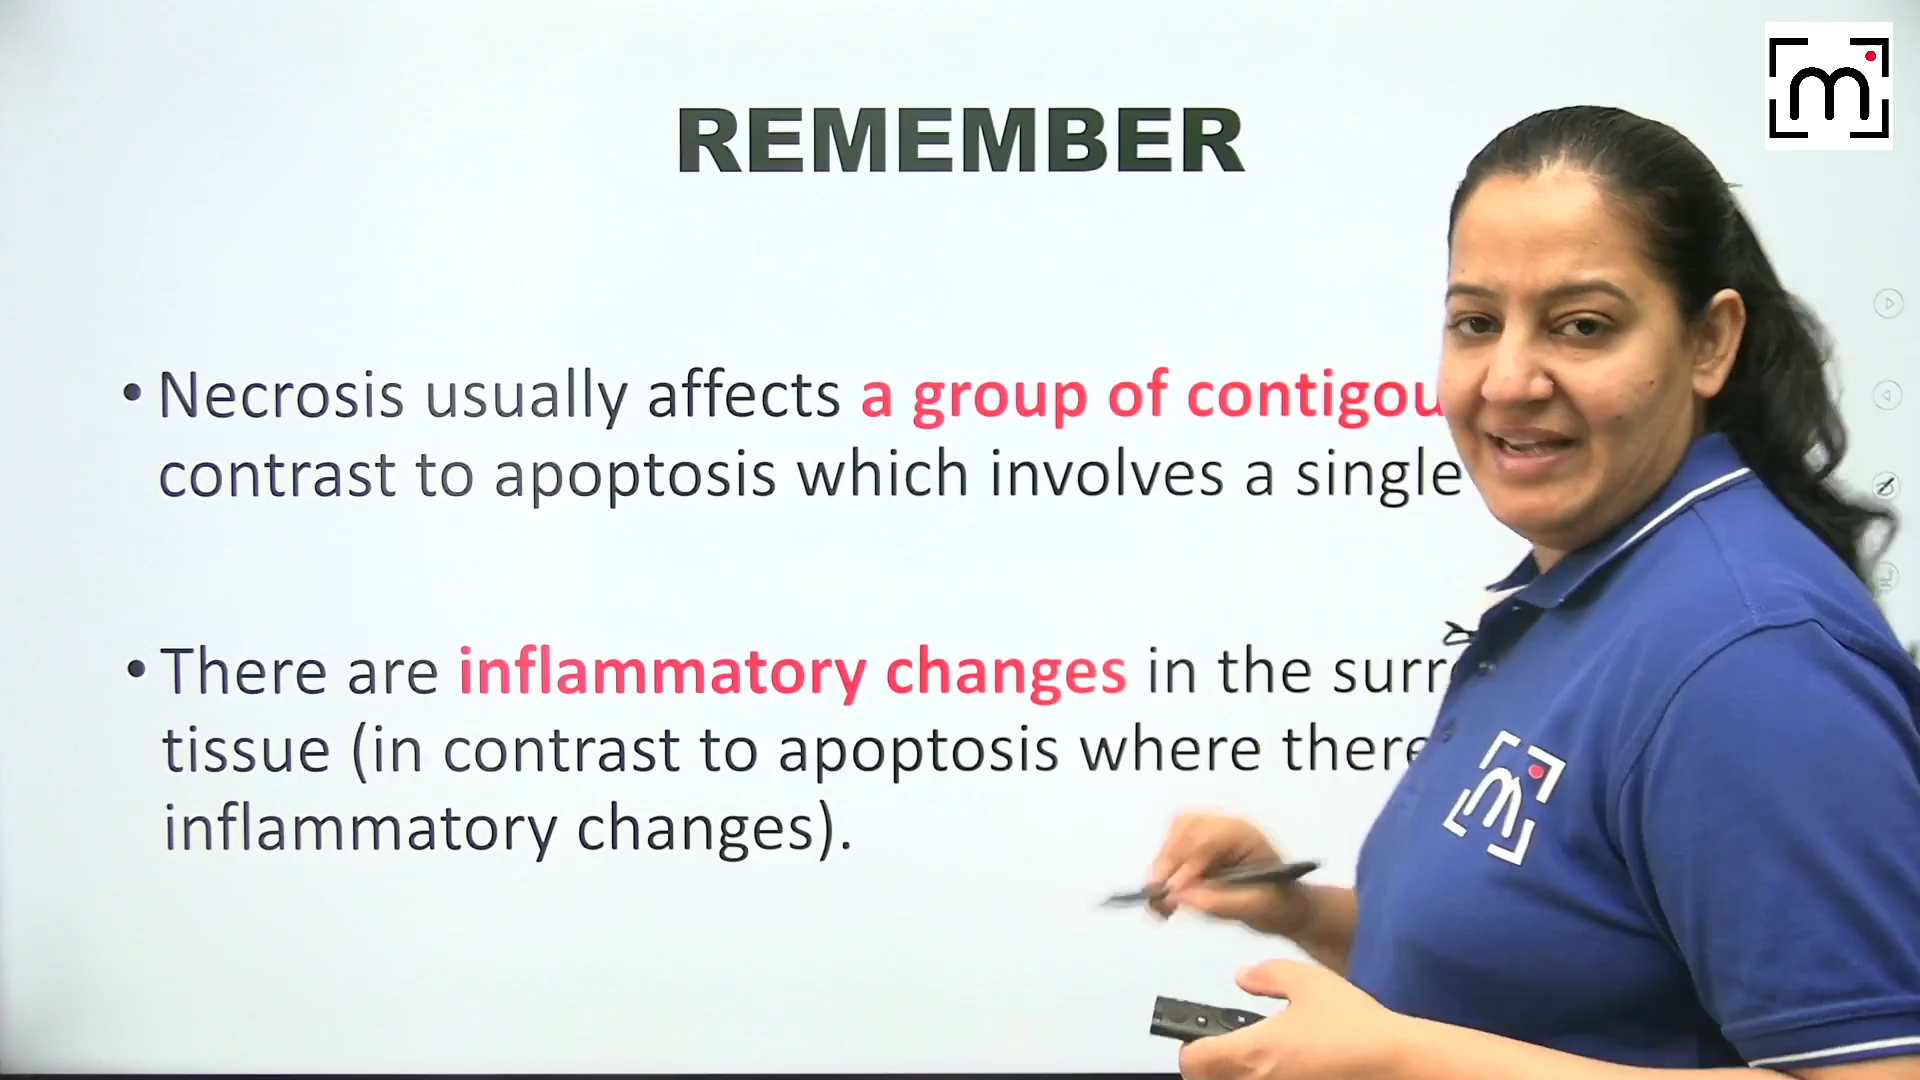 REMEMBER
• Necrosis usually affects a group of contigou
contrast to apoptosis which involves a single
• There are inflammatory changes in the surr
tissue (in contrast to apoptosis where there
inflammatory changes).
m
m